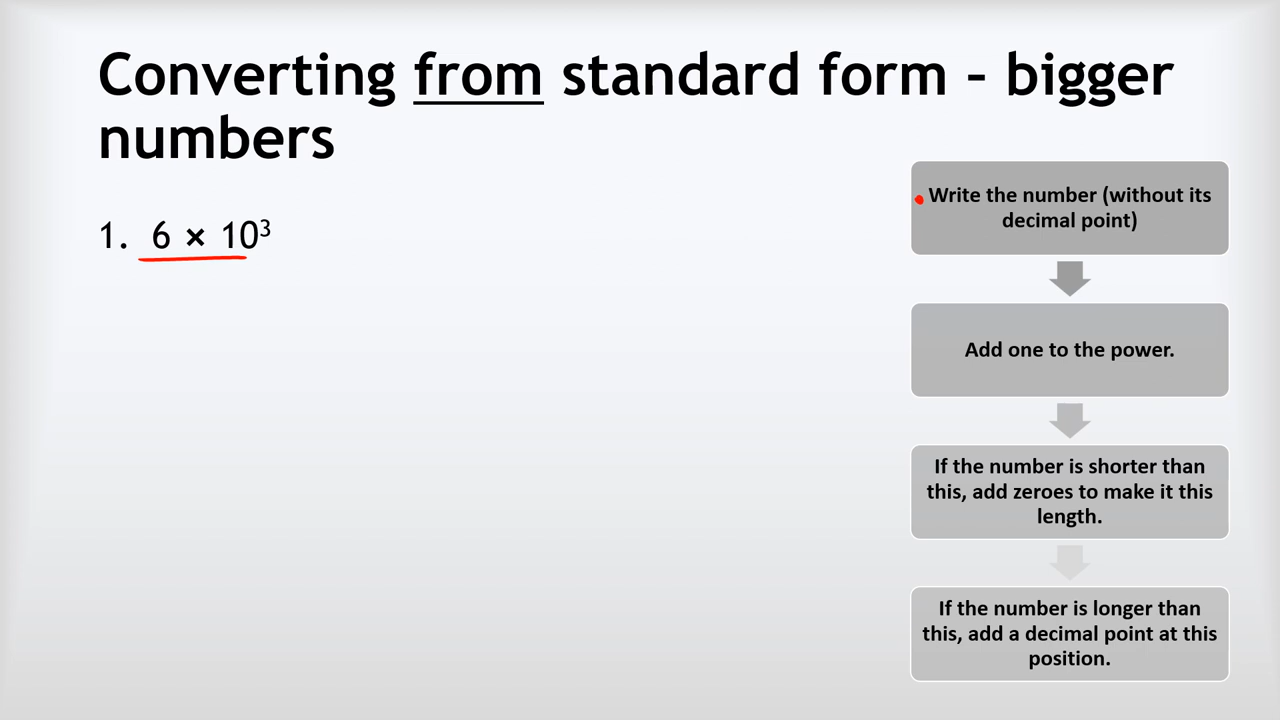 Converting from standard form – bigger
numbers
1. 6 × 10³
Write the number (without its
decimal point)
Add one to the power.
If the number is shorter than
this, add zeroes to make it this
length.
If the number is longer than
this, add a decimal point at this
position.